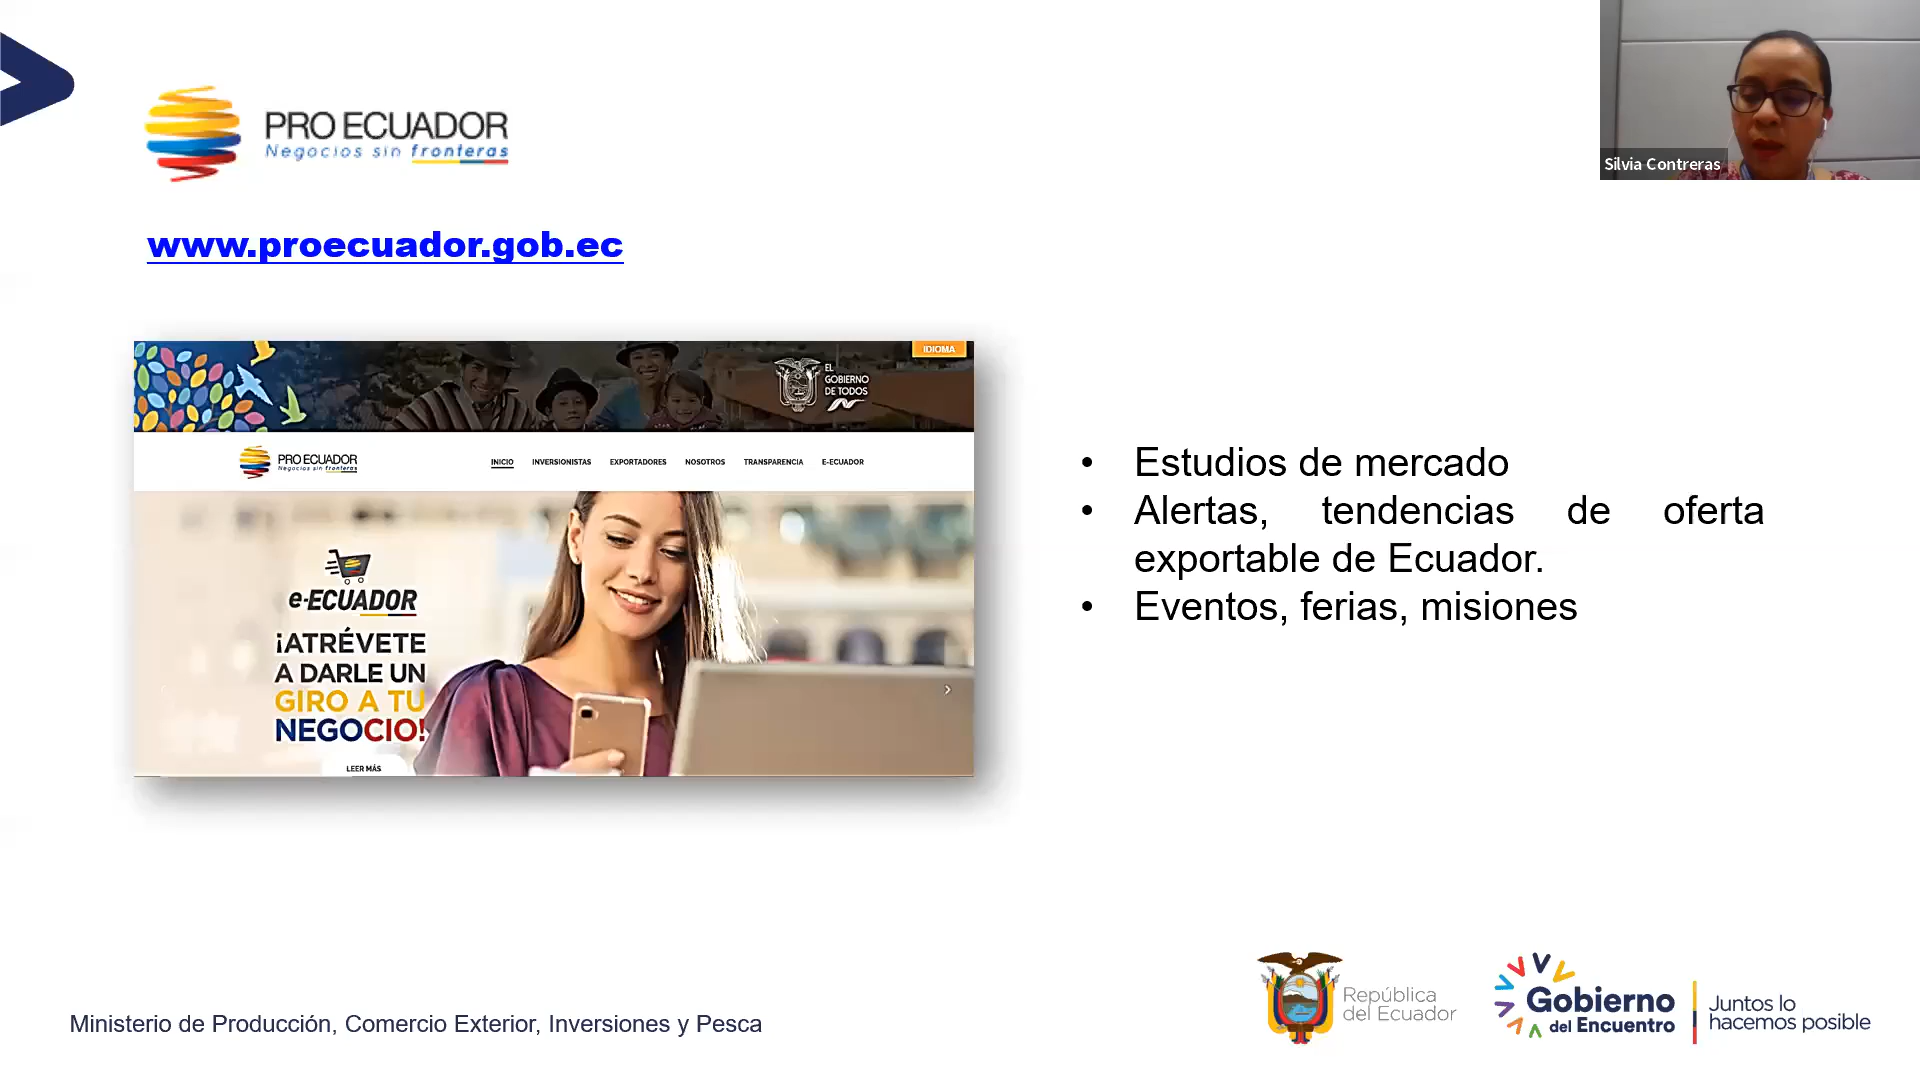 PRO ECUADOR
Negocios sin fronteras
Silvia Contreras
www.proecuador.gob.ec
IDIOMA
EL
GOBIERNO
DE TODOS
PRO ECUADOR
Negocios sin fronteras
INICIO INVERSIONISTAS EXPORTADORES NOSOTROS TRANSPARENCIA E-ECUADOR
e-ECUADOR
¡ATRÉVETE
A DARLE UN
GIRO A TU
NEGOCIO!
LEER MÁS
• Estudios de mercado
• Alertas, tendencias de oferta
exportable de Ecuador.
• Eventos, ferias, misiones
Ministerio de Producción, Comercio Exterior, Inversiones y Pesca
República
del Ecuador
Gobierno
del Encuentro
Juntos lo
hacemos posible